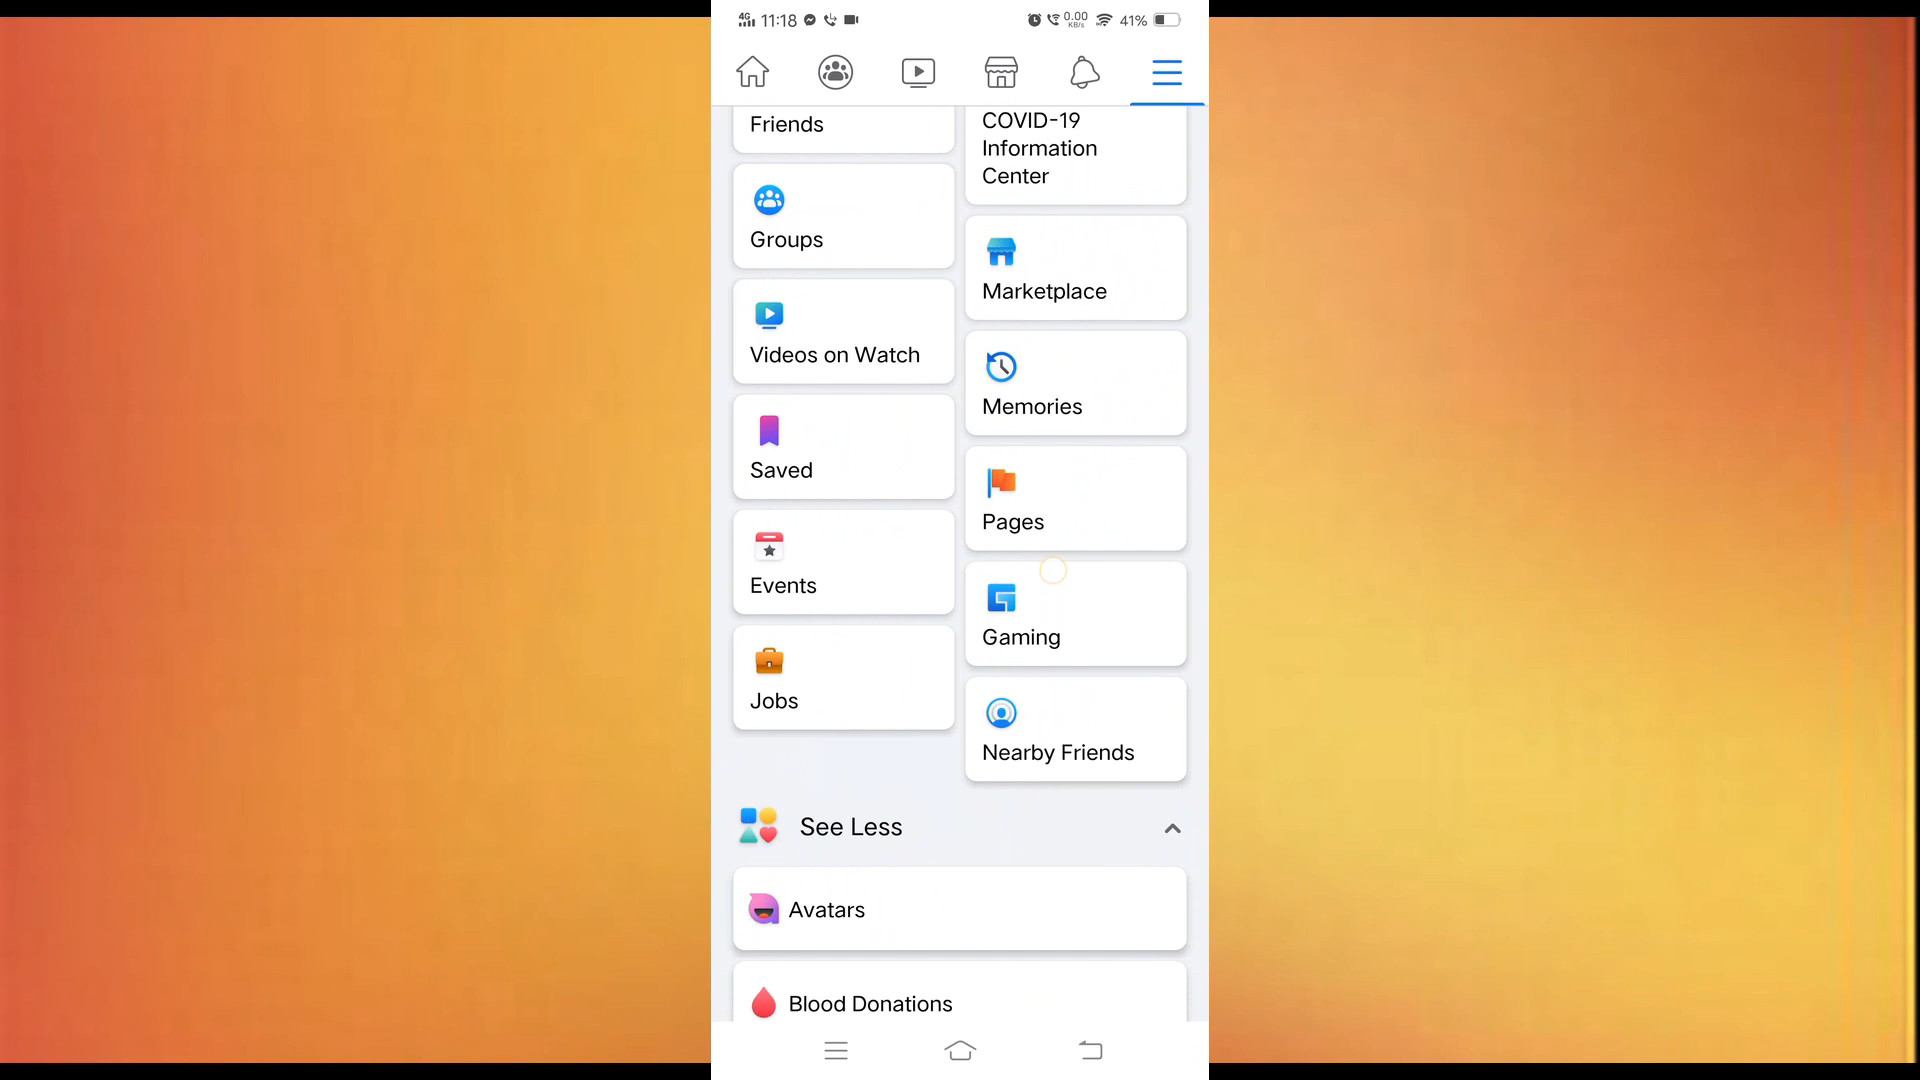 4G 11:18 0.00 KB/s 41%
Friends
COVID-19
Information
Center
Groups
Marketplace
Videos on Watch
Memories
Saved
Pages
Events
Gaming
Jobs
Nearby Friends
See Less
Avatars
Blood Donations